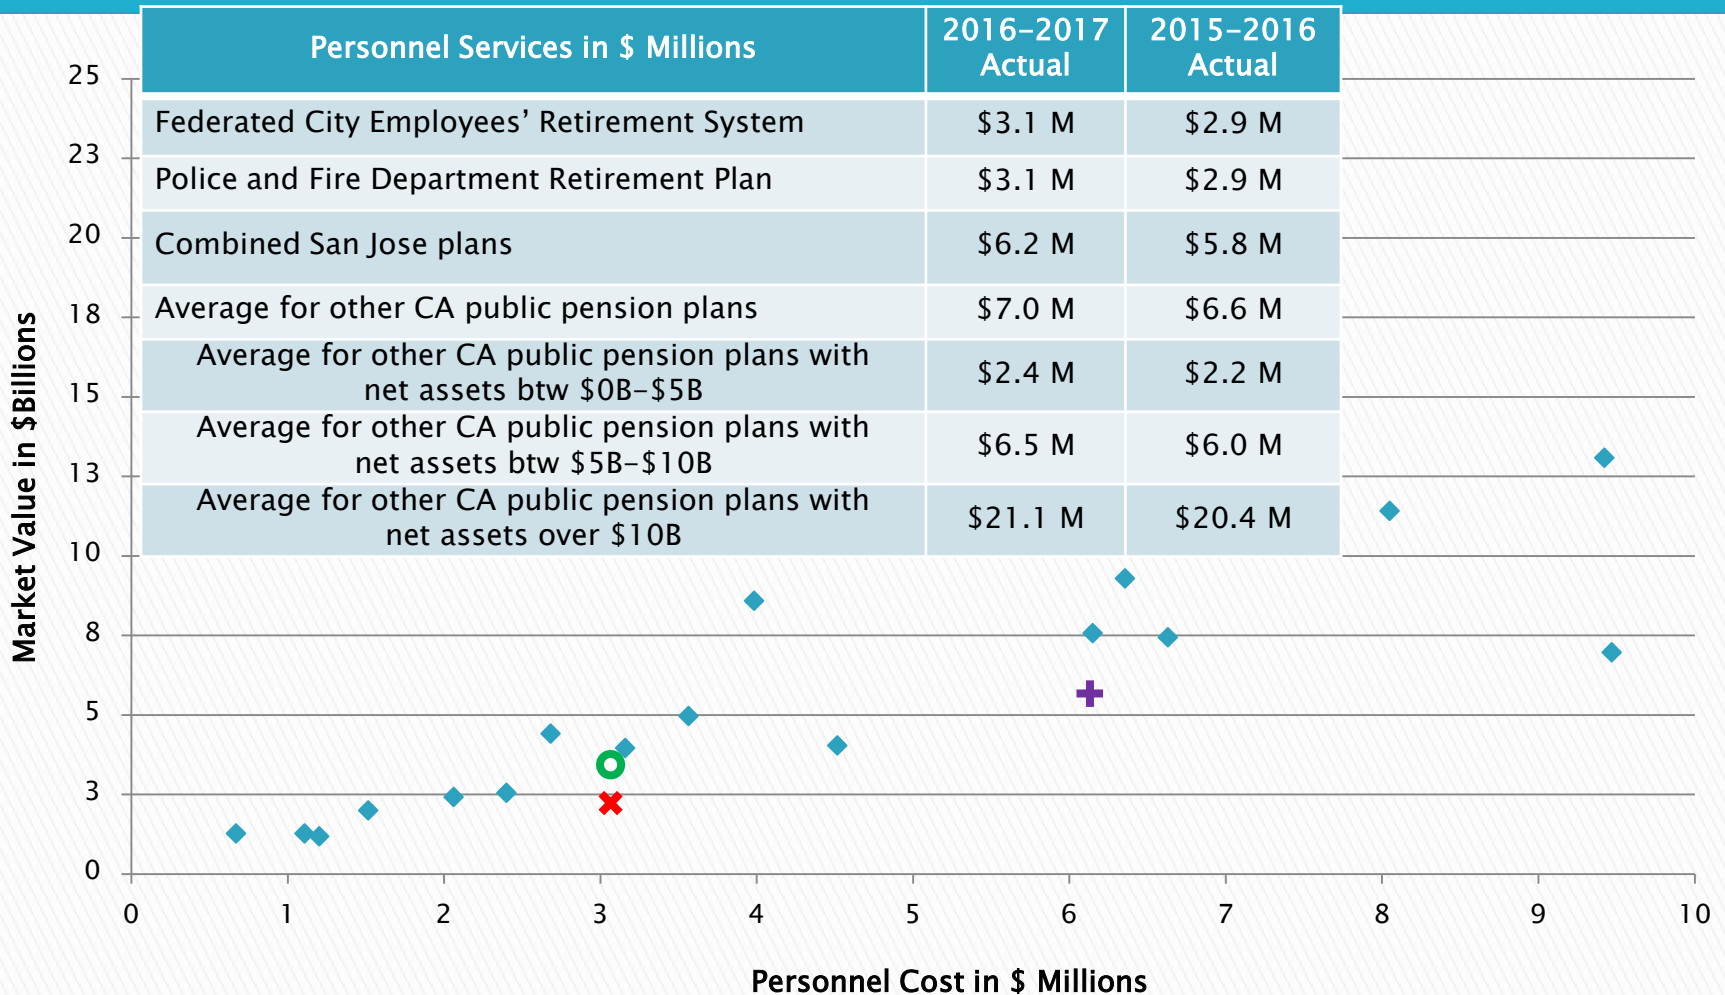 Personnel Services in $ Millions
2016-2017
Actual
2015-2016
Actual
Federated City Employees’ Retirement System
$3.1 M
$2.9 M
Police and Fire Department Retirement Plan
$3.1 M
$2.9 M
Combined San Jose plans
$6.2 M
$5.8 M
Average for other CA public pension plans
$7.0 M
$6.6 M
Average for other CA public pension plans with
net assets btw $0B-$5B
$2.4 M
$2.2 M
Average for other CA public pension plans with
net assets btw $5B-$10B
$6.5 M
$6.0 M
Average for other CA public pension plans with
net assets over $10B
$21.1 M
$20.4 M
Market Value in $Billions
25
23
20
18
15
13
10
8
5
3
0
0 1 2 3 4 5 6 7 8 9 10
Personnel Cost in $ Millions